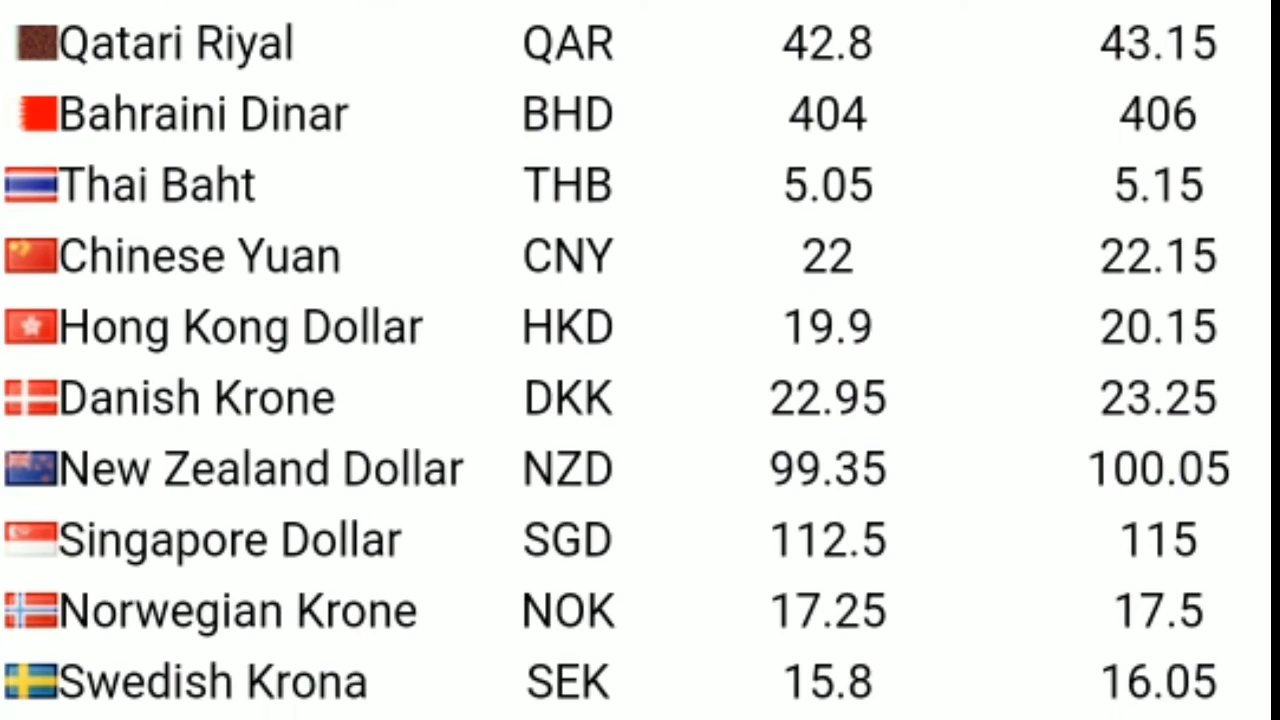 Qatari Riyal QAR 42.8 43.15
Bahraini Dinar BHD 404 406
Thai Baht THB 5.05 5.15
Chinese Yuan CNY 22 22.15
Hong Kong Dollar HKD 19.9 20.15
Danish Krone DKK 22.95 23.25
New Zealand Dollar NZD 99.35 100.05
Singapore Dollar SGD 112.5 115
Norwegian Krone NOK 17.25 17.5
Swedish Krona SEK 15.8 16.05